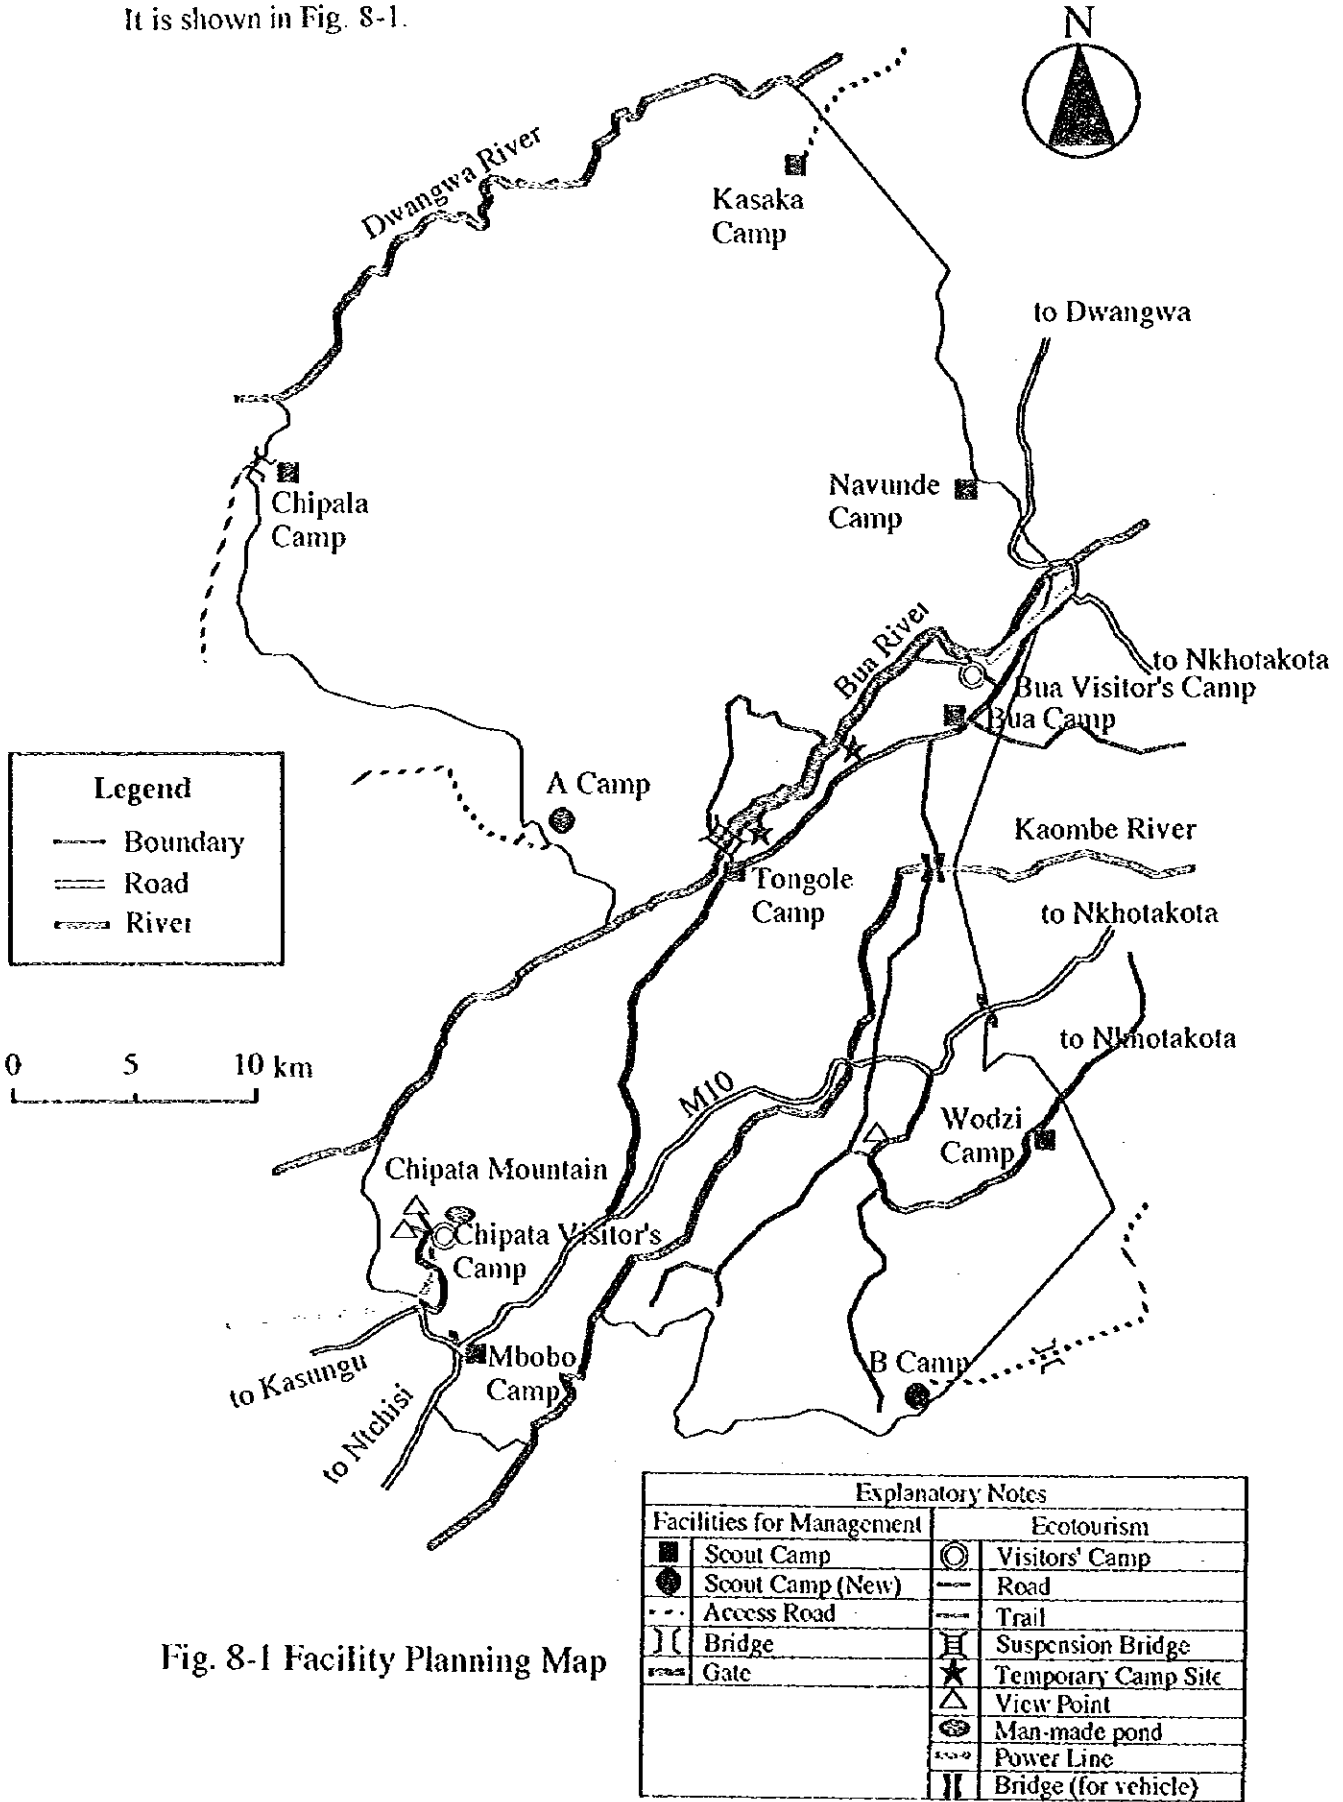 It is shown in Fig. 8-1.
N
Dwangwa River
Kasaka
Camp
to Dwangwa
Chipala
Camp
Navunde
Camp
Bua River
to Nkhotakota
Bua Visitor's Camp
Bua Camp
Legend
Boundary
Road
River
A Camp
Kaombe River
Tongole
Camp
to Nkhotakota
0 5 10 km
to Nkhotakota
M10
Wodzi
Camp
Chipata Mountain
Chipata Visitor's
Camp
Mbobo
Camp
B Camp
to Kasungu
to Ntchisi
Explanatory Notes
Facilities for Management Ecotourism
Scout Camp Visitors' Camp
Scout Camp (New) Road
Access Road Trail
Bridge Suspension Bridge
Gate Temporary Camp Site
View Point
Man-made pond
Power Line
Bridge (for vehicle)
Fig. 8-1 Facility Planning Map